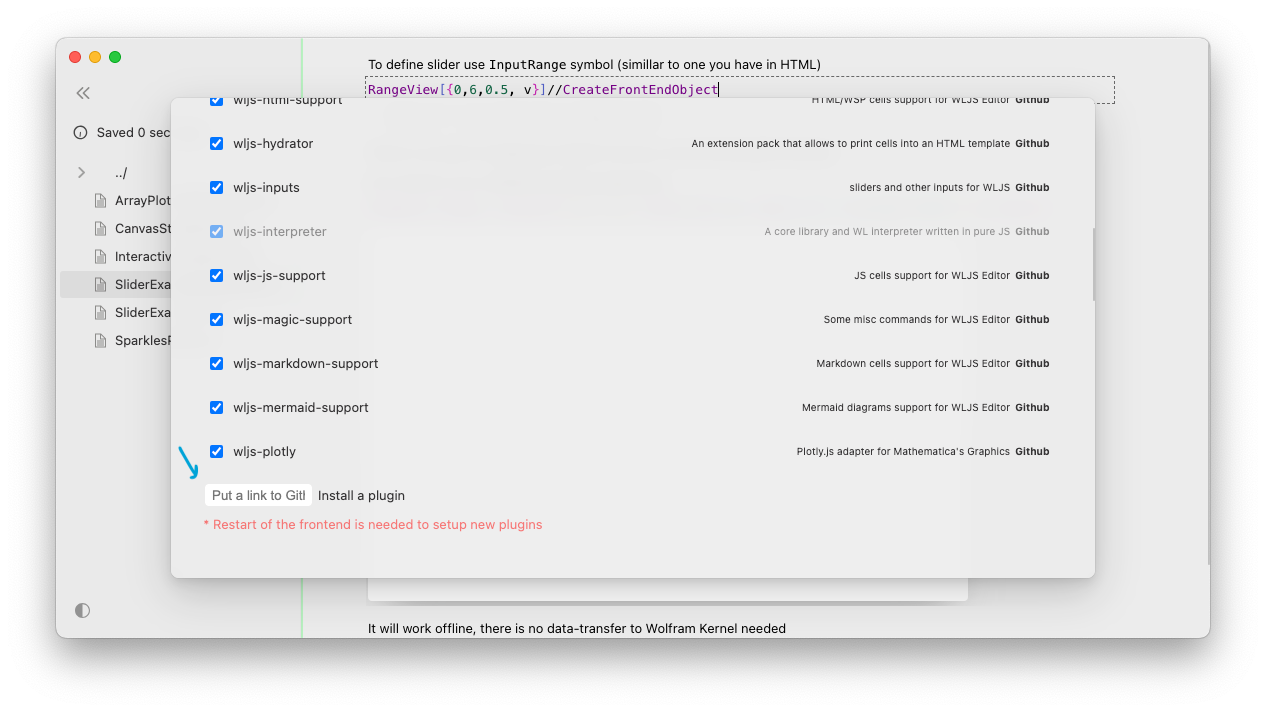 To define slider use InputRange symbol (simillar to one you have in HTML)
RangeView[{0,6,0.5, v}]//CreateFrontEndObject
Saved 0 sec
../
ArrayPlot
CanvasSt
Interactiv
SliderExa
SliderExa
Sparkles
wljs-html-support HTML/WSP cells support for WLJS Editor Github
wljs-hydrator An extension pack that allows to print cells into an HTML template Github
wljs-inputs sliders and other inputs for WLJS Github
wljs-interpreter A core library and WL interpreter written in pure JS Github
wljs-js-support JS cells support for WLJS Editor Github
wljs-magic-support Some misc commands for WLJS Editor Github
wljs-markdown-support Markdown cells support for WLJS Editor Github
wljs-mermaid-support Mermaid diagrams support for WLJS Editor Github
wljs-plotly Plotly.js adapter for Mathematica's Graphics Github
Put a link to Gitl Install a plugin
* Restart of the frontend is needed to setup new plugins
It will work offline, there is no data-transfer to Wolfram Kernel needed